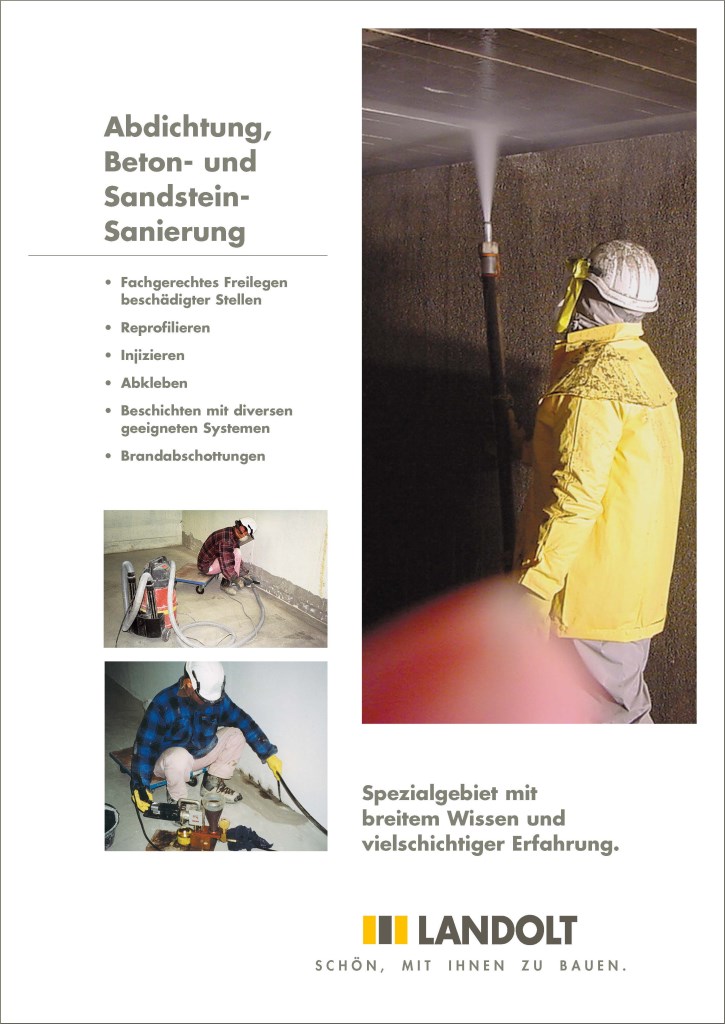 Abdichtung,
Beton- und
Sandstein-
Sanierung
• Fachgerechtes Freilegen
beschädigter Stellen
• Reprofilieren
• Injizieren
• Abkleben
• Beschichten mit diversen
geeigneten Systemen
• Brandabschottungen
Spezialgebiet mit
breitem Wissen und
vielschichtiger Erfahrung.
LANDOLT
SCHÖN, MIT IHNEN ZU BAUEN.